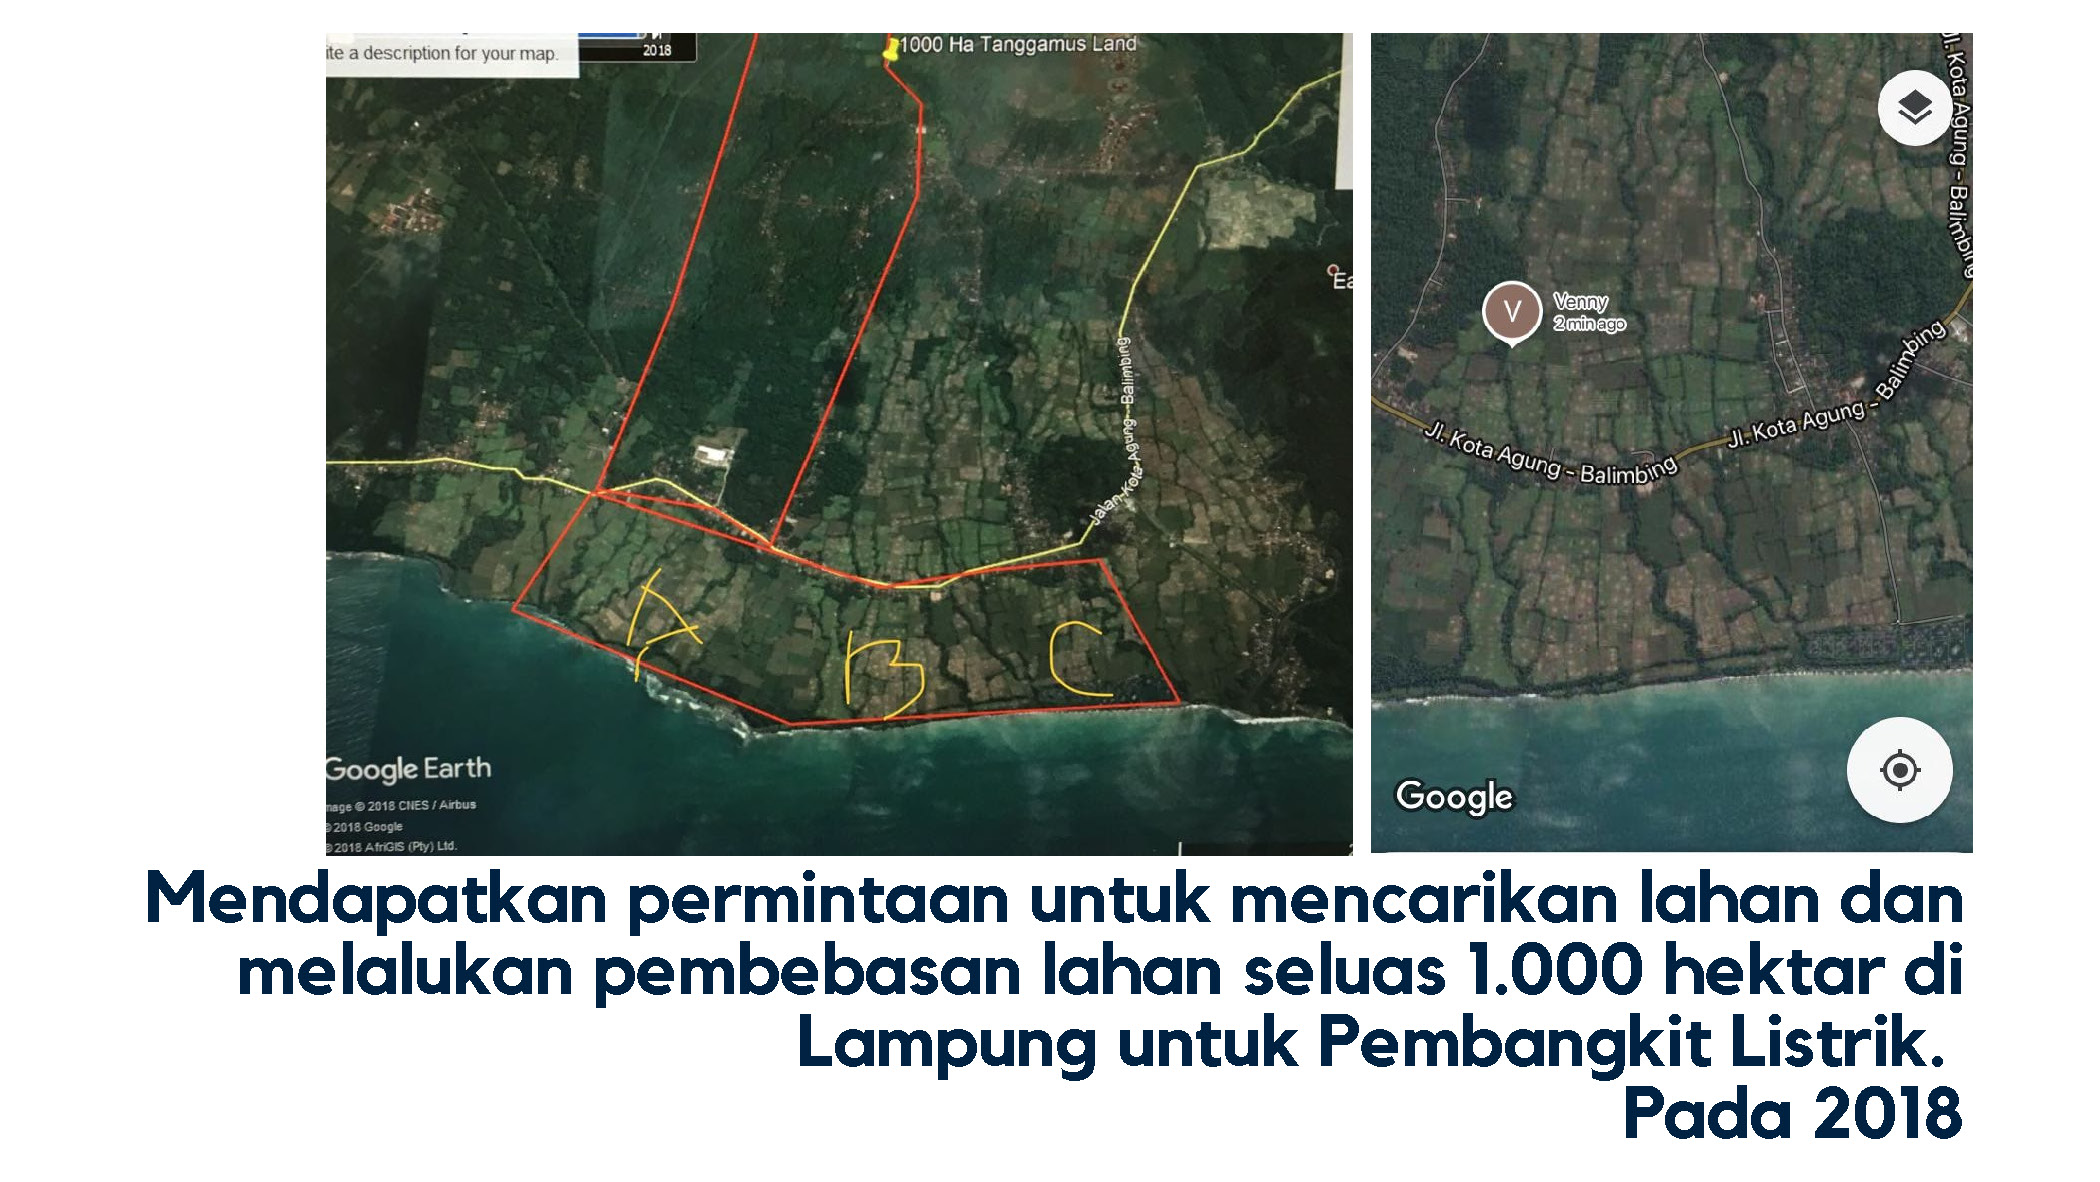 ite a description for your map.
2018
1000 Ha Tanggamus Land
Ea
Jalan Kota Agung--Balimbing
A
B
C
Google Earth
mage © 2018 CNES / Airbus
© 2018 Google
© 2018 AfriGIS (Pty) Ltd.
Jl. Kota Agung - Balimbing
Venny
2 min ago
V
Jl. Kota Agung - Balimbing
Jl. Kota Agung - Balimbing
Google
Mendapatkan permintaan untuk mencarikan lahan dan
melalukan pembebasan lahan seluas 1.000 hektar di
Lampung untuk Pembangkit Listrik.
Pada 2018